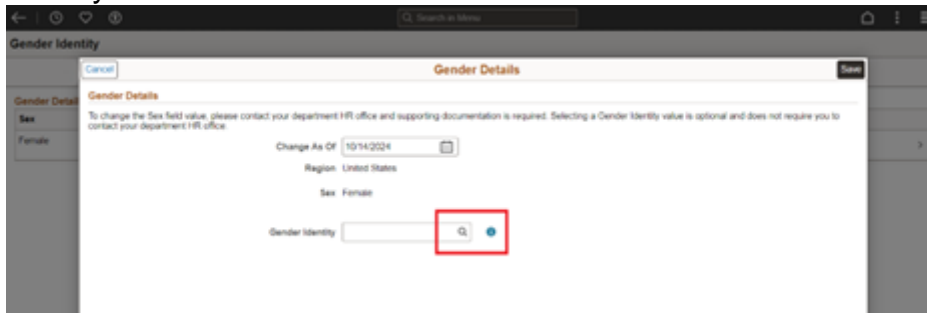 Search in Menu
Gender Identity
Cancel
Gender Details
Save
Gender Details
Gender Detail
Sex
To change the Sex field value, please contact your department HR office and supporting documentation is required. Selecting a Gender Identity value is optional and does not require you to
contact your department HR office.
Female
Change As Of 10/14/2024
Region United States
Sex Female
Gender Identity